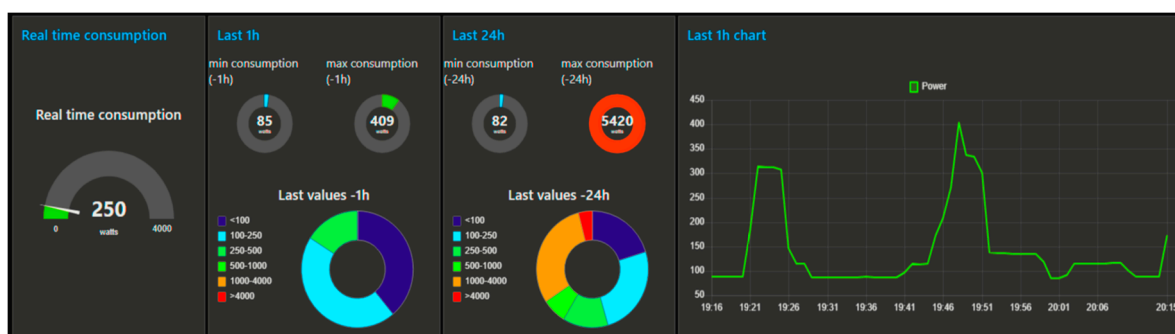 Real time consumption
Real time consumption
250
watts
0
4000
Last 1h
min consumption
(-1h)
85
watts
max consumption
(-1h)
409
watts
Last values -1h
<100
100-250
250-500
500-1000
1000-4000
>4000
Last 24h
min consumption
(-24h)
82
watts
max consumption
(-24h)
5420
watts
Last values -24h
<100
100-250
250-500
500-1000
1000-4000
>4000
Last 1h chart
Power
450
400
350
300
250
200
150
100
50
19:16 19:21 19:26 19:31 19:36 19:41 19:46 19:51 19:56 20:01 20:06 20:15